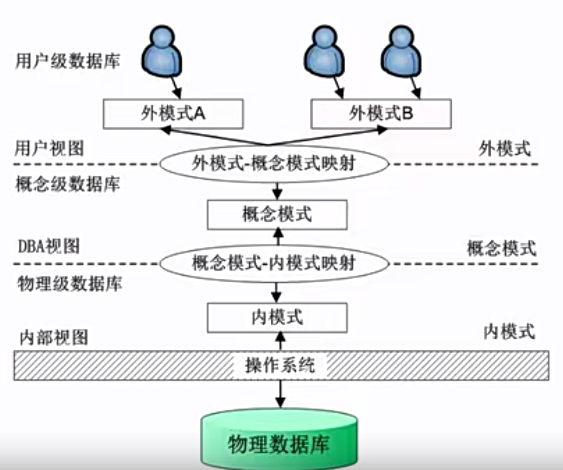 用户级数据库
外模式A
外模式B
用户视图
外模式-概念模式映射
外模式
概念级数据库
概念模式
DBA视图
概念模式-内模式映射
概念模式
物理级数据库
内模式
内部视图
内模式
操作系统
物理数据库